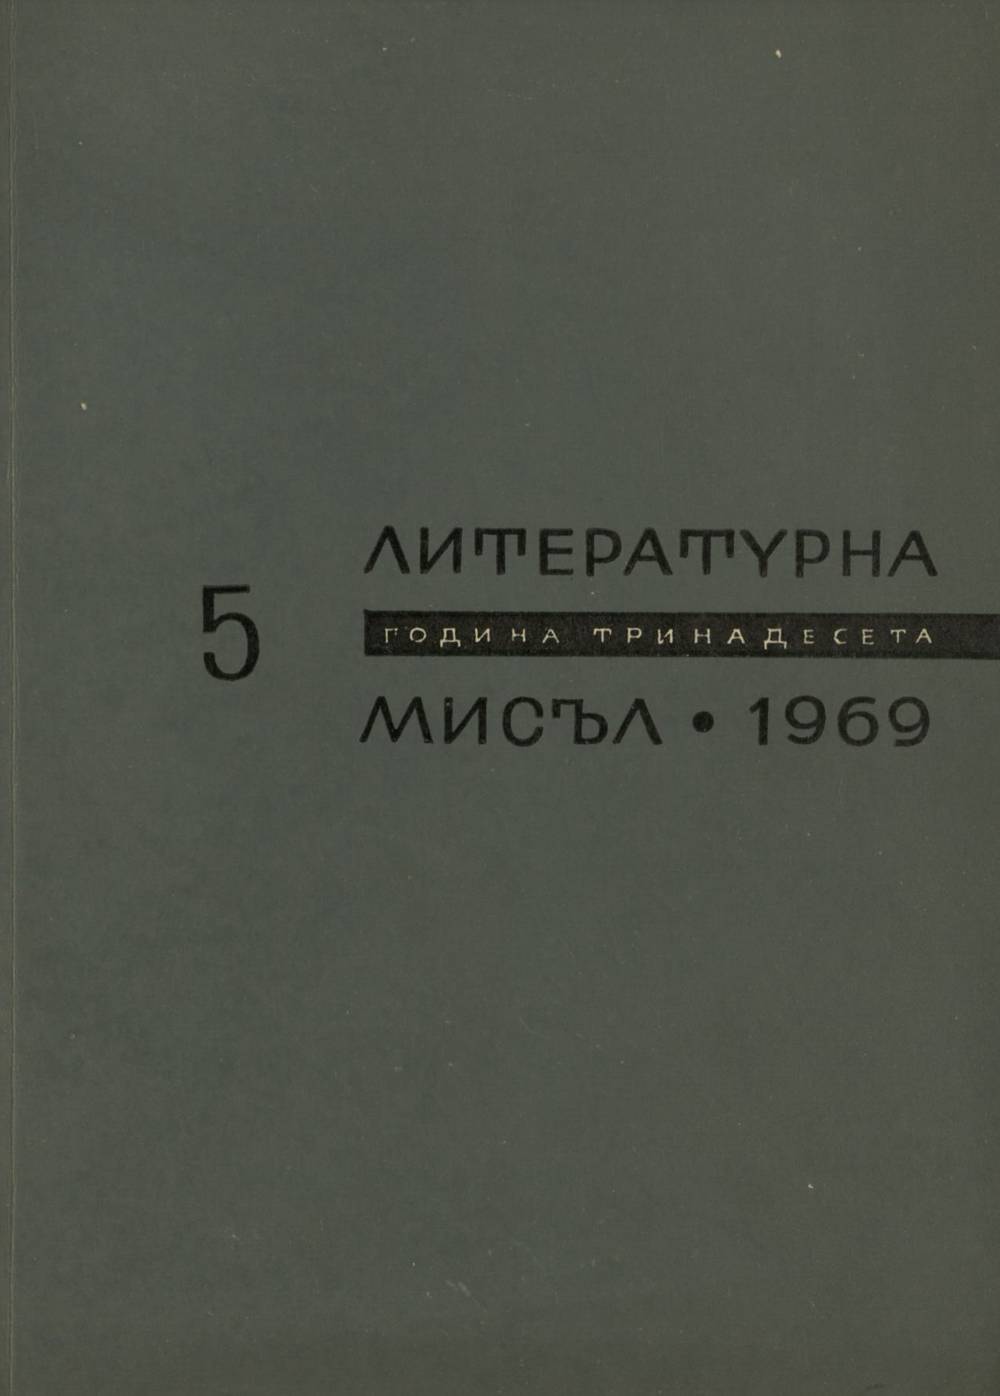 ЛИТЕРАТУРНА
5
ГОДИНА ТРИНАДЕСЕТА
МИСЪЛ • 1969